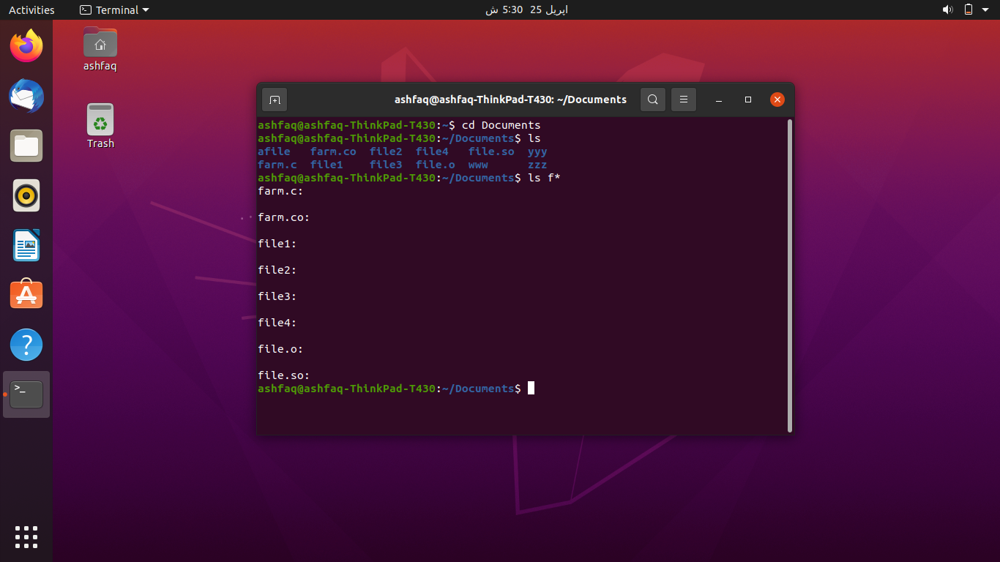 Activities
Terminal
اپریل 25  5:30 ش
ashfaq
Trash
ashfaq@ashfaq-ThinkPad-T430: ~/Documents
ashfaq@ashfaq-ThinkPad-T430:~$ cd Documents
ashfaq@ashfaq-ThinkPad-T430:~/Documents$ ls
afile   farm.co  file2  file4   file.so  yyy
farm.c  file1    file3  file.o  www      zzz
ashfaq@ashfaq-ThinkPad-T430:~/Documents$ ls f*
farm.c:
farm.co:
file1:
file2:
file3:
file4:
file.o:
file.so:
ashfaq@ashfaq-ThinkPad-T430:~/Documents$